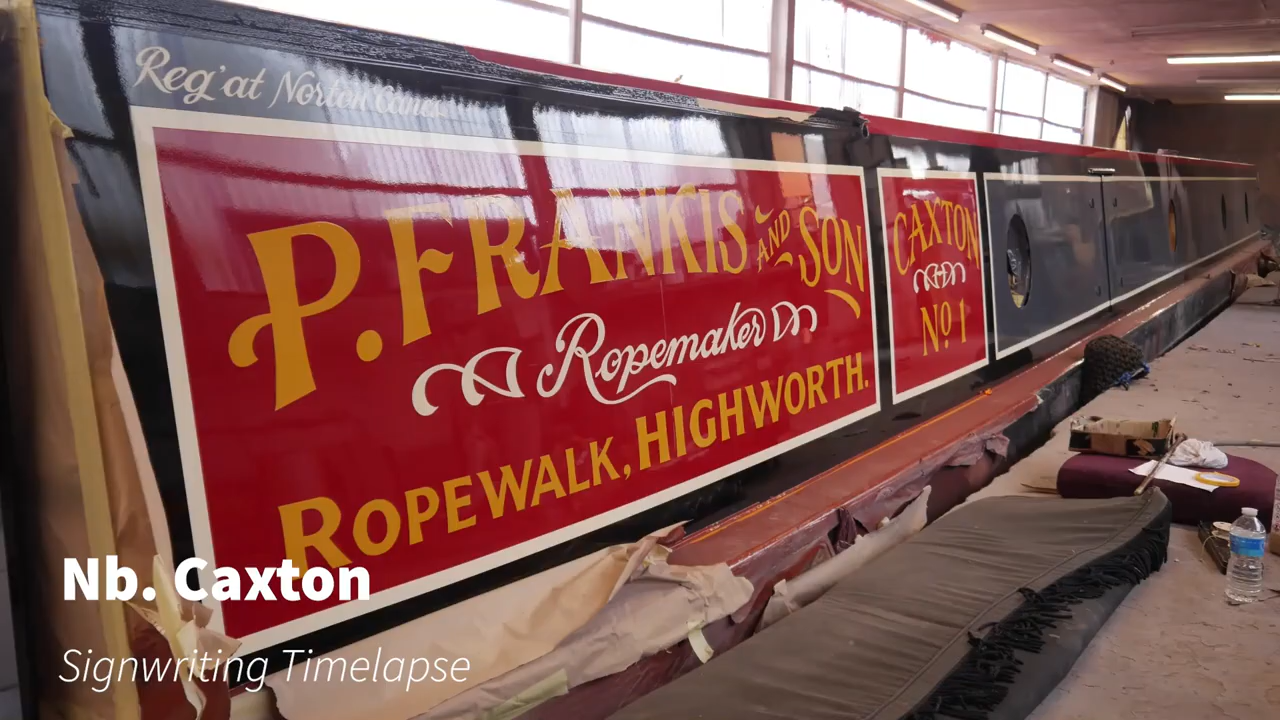 Reg'at Norton Canes
P. FRANKIS AND SON
Ropemaker
ROPEWALK, HIGHWORTH.
CAXTON
No 1
Nb. Caxton
Signwriting Timelapse